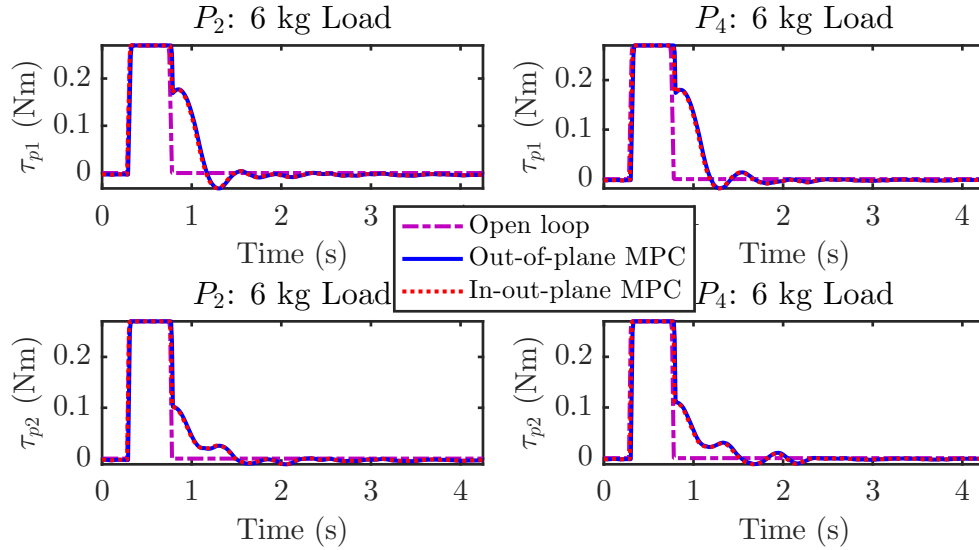 P2: 6 kg Load
P4: 6 kg Load
τp1 (Nm)
0.2
0.1
0
0 1 2 3 4
Time (s)
τp1 (Nm)
0.2
0.1
0
0 1 2 3 4
Time (s)
Open loop
Out-of-plane MPC
In-out-plane MPC
P2: 6 kg Load
P4: 6 kg Load
τp2 (Nm)
0.2
0.1
0
0 1 2 3 4
Time (s)
τp2 (Nm)
0.2
0.1
0
0 1 2 3 4
Time (s)